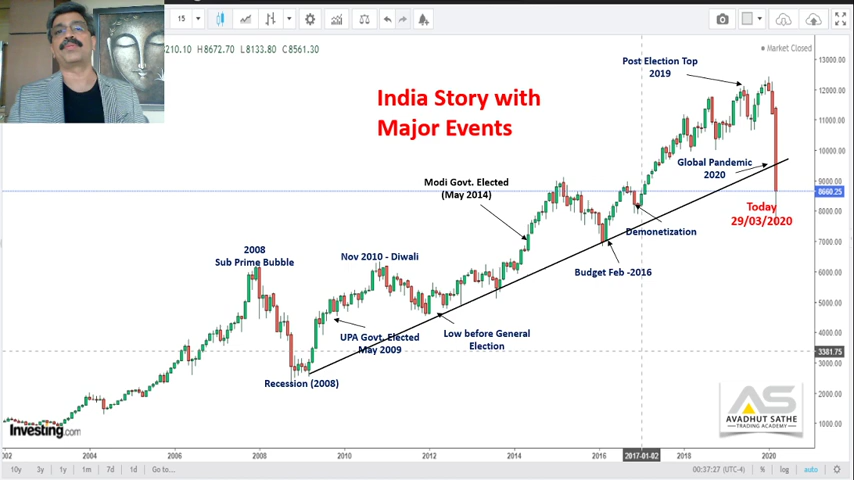 15
210.10 H8672.70 L8133.80 C8561.30
Market Closed
India Story with
Major Events
Post Election Top
2019
Global Pandemic
2020
Today
29/03/2020
Modi Govt. Elected
(May 2014)
Demonetization
Budget Feb -2016
2008
Sub Prime Bubble
Nov 2010 - Diwali
UPA Govt. Elected
May 2009
Low before General
Election
Recession (2008)
13000.00
12000.00
11000.00
10000.00
9000.00
8660.25
8000.00
7000.00
6000.00
5000.00
4000.00
3381.75
2000.00
1000.00
AS
AVADHUT SATHE
TRADING ACADEMY
Investing.com
002 2004 2006 2008 2010 2012 2014 2016 2017-01-02 2018 2020
10y 3y 1y 1m 7d 1d Go to... 00:37:27 (UTC-4) % log auto